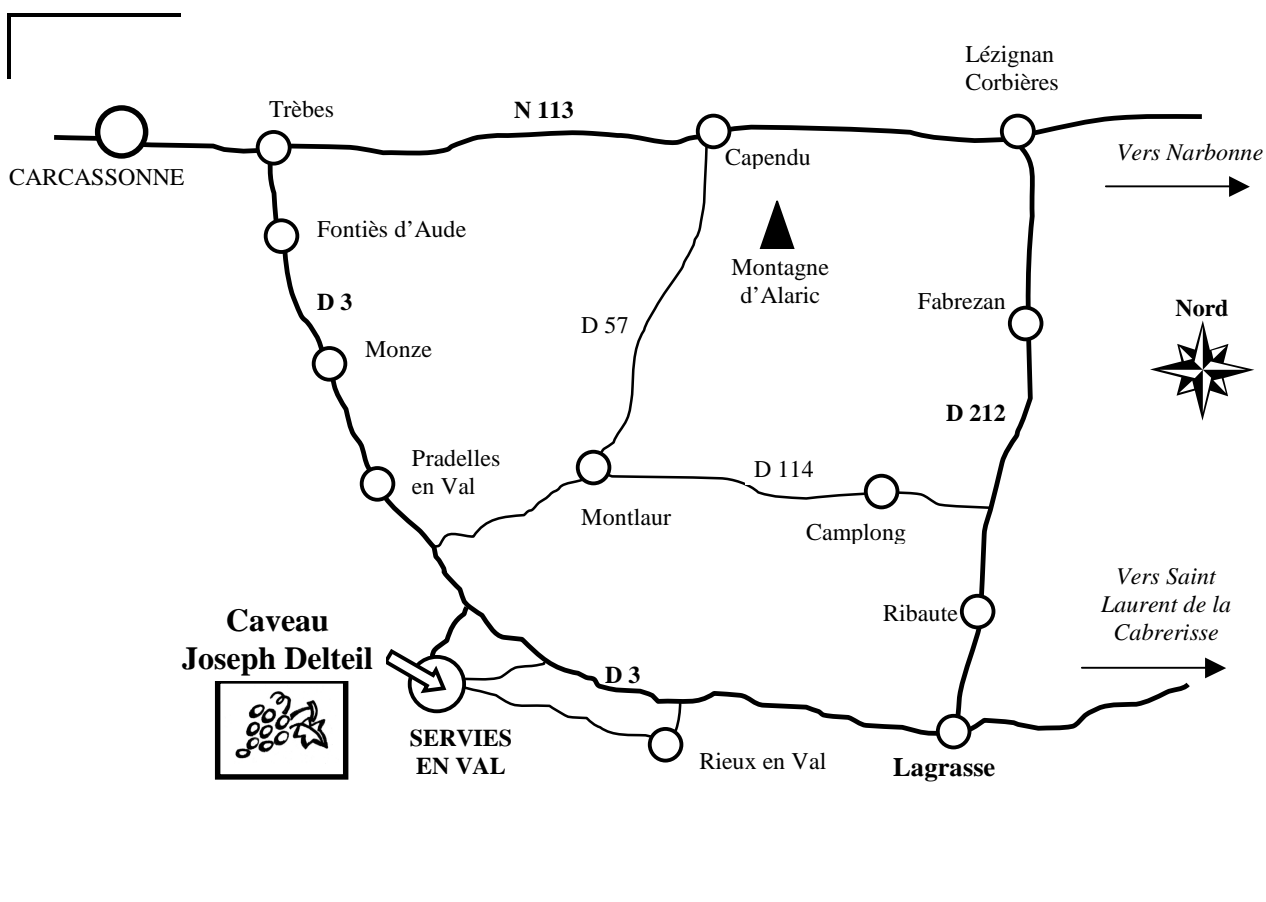 Lézignan
Corbières
Trèbes
N 113
Capendu
Vers Narbonne
CARCASSONNE
Fontiès d’Aude
Montagne
d’Alaric
D 3
Fabrezan
Nord
D 57
Monze
D 212
Pradelles
en Val
D 114
Montlaur
Camplong
Vers Saint
Laurent de la
Cabrerisse
Ribaute
Caveau
Joseph Delteil
D 3
SERVIES
EN VAL
Rieux en Val
Lagrasse